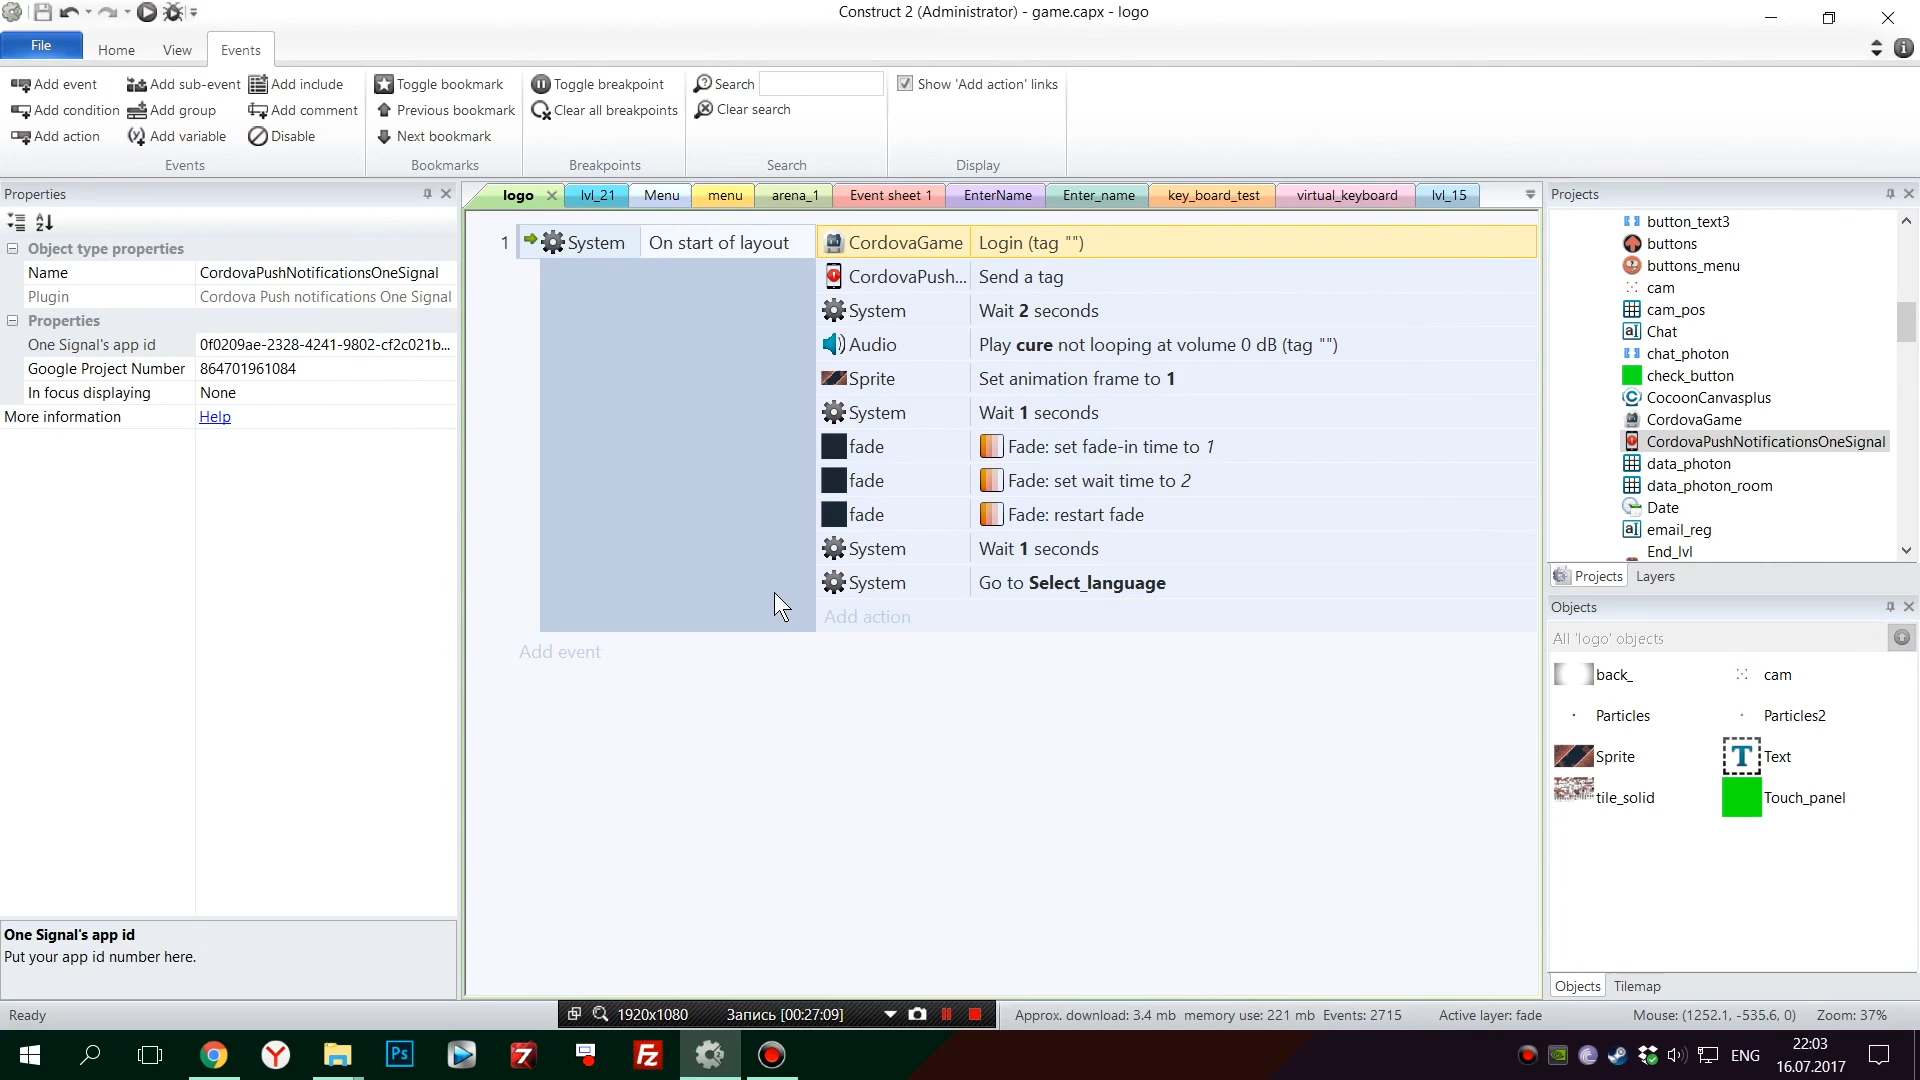 Construct 2 (Administrator) - game.capx - logo
File
Home
View
Events
Add event
Add sub-event
Add include
Add condition
Add group
Add comment
Add action
Add variable
Disable
Events
Toggle bookmark
Previous bookmark
Next bookmark
Bookmarks
Toggle breakpoint
Clear all breakpoints
Breakpoints
Search
Clear search
Search
Show 'Add action' links
Display
Properties
Object type properties
Name CordovaPushNotificationsOneSignal
Plugin Cordova Push notifications One Signal
Properties
One Signal's app id 0f0209ae-2328-4241-9802-cf2c021b...
Google Project Number 864701961084
In focus displaying None
More information Help
One Signal's app id
Put your app id number here.
logo
lvl_21
Menu
menu
arena_1
Event sheet 1
EnterName
Enter_name
key_board_test
virtual_keyboard
lvl_15
1 System On start of layout CordovaGame Login (tag "")
CordovaPush... Send a tag
System Wait 2 seconds
Audio Play cure not looping at volume 0 dB (tag "")
Sprite Set animation frame to 1
System Wait 1 seconds
fade Fade: set fade-in time to 1
fade Fade: set wait time to 2
fade Fade: restart fade
System Wait 1 seconds
System Go to Select_language
Add action
Add event
Projects
button_text3
buttons
buttons_menu
cam
cam_pos
Chat
chat_photon
check_button
CocoonCanvasplus
CordovaGame
CordovaPushNotificationsOneSignal
data_photon
data_photon_room
Date
email_reg
End_lvl
Projects
Layers
Objects
All 'logo' objects
back_
cam
Particles
Particles2
Sprite
Text
tile_solid
Touch_panel
Objects
Tilemap
Ready
1920x1080
Запись [00:27:09]
Approx. download: 3.4 mb memory use: 221 mb Events: 2715
Active layer: fade
Mouse: (1252.1, -535.6, 0)
Zoom: 37%
Ps
Fz
ENG
22:03
16.07.2017